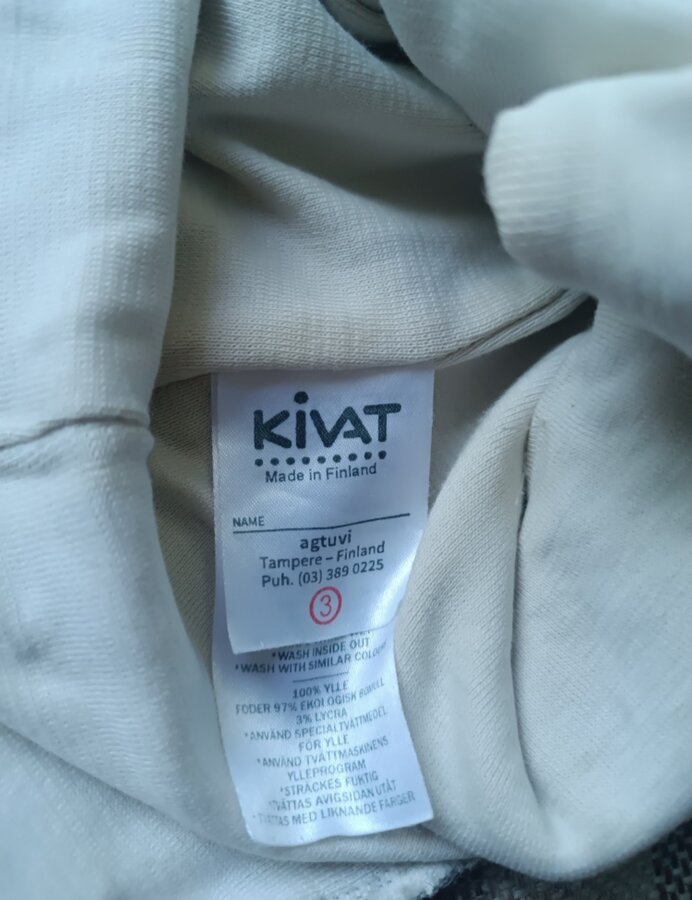 KIVAT
Made in Finland
NAME
agtuvi
Tampere – Finland
Puh. (03) 389 0225
3
*WASH INSIDE OUT
*WASH WITH SIMILAR COLOUR
100% YLLE
FODER 97% EKOLOGISK BOMULL
3% LYCRA
*ANVÄND SPECIALTVÄTTMEDEL
FÖR YLLE
*ANVÄND TVÄTTMASKINENS
YLLEPROGRAM
*STRÄCKES FUKTIG
*TVÄTTAS AVIGSIDAN UTÅT
*TVÄTTAS MED LIKNANDE FÄRGER